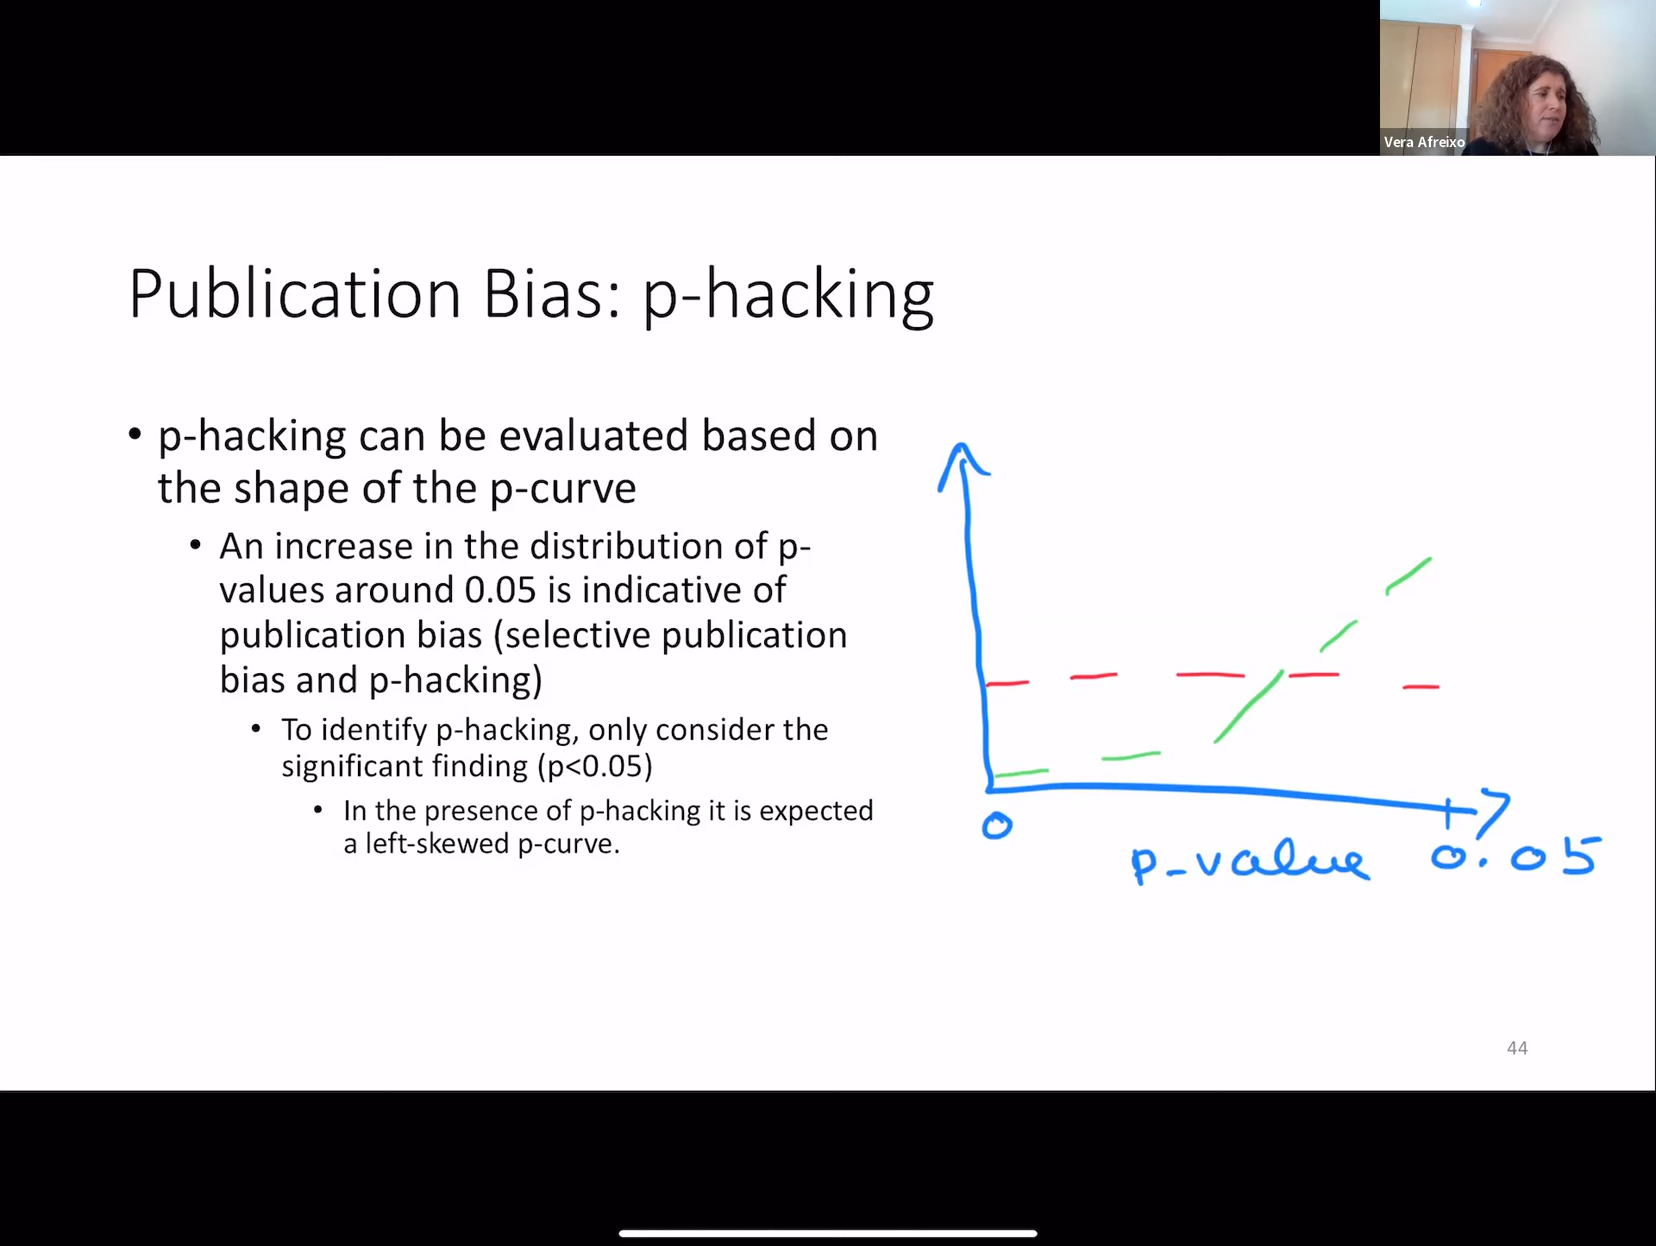 Vera Afreixo
Publication Bias: p-hacking
• p-hacking can be evaluated based on
the shape of the p-curve
• An increase in the distribution of p-
values around 0.05 is indicative of
publication bias (selective publication
bias and p-hacking)
• To identify p-hacking, only consider the
significant finding (p<0.05)
• In the presence of p-hacking it is expected
a left-skewed p-curve.
0
p-value 0.05
44